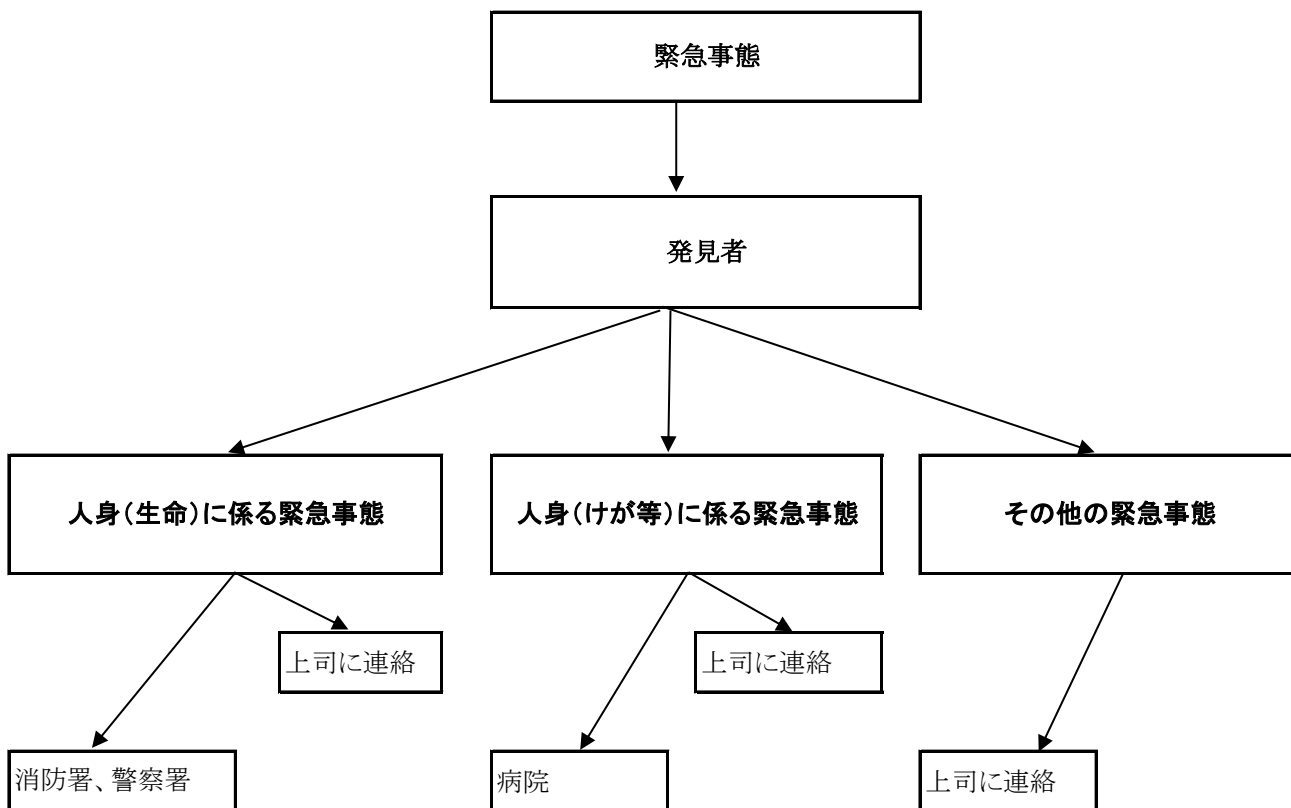 緊急事態
発見者
人身(生命)に係る緊急事態
人身(けが等)に係る緊急事態
その他の緊急事態
上司に連絡
上司に連絡
消防署、警察署
病院
上司に連絡